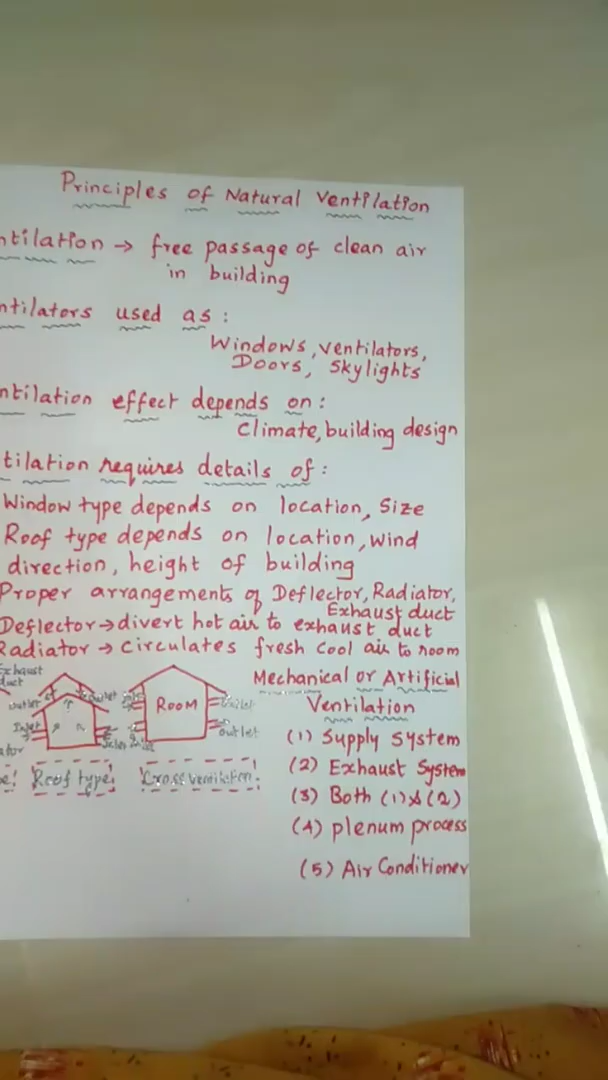 Principles of Natural Ventilation
ntilation → free passage of clean air
in building
ntilators used as :
Windows, ventilators,
Doors, Skylights
ntilation effect depends on :
Climate, building design
tilation requires details of :
Window type depends on location, Size
Roof type depends on location, wind
direction, height of building
Proper arrangements of Deflector, Radiator,
Exhaust duct
Deflector → divert hot air to exhaust duct
Radiator → circulates fresh cool air to room
Exhaust
duct
outlet
outlet
Inlet
ator
ROOM
outlet
Roof type
Cross ventilation
Mechanical or Artificial
Ventilation
(1) Supply system
(2) Exhaust System
(3) Both (1) & (2)
(4) plenum process
(5) Air Conditioner